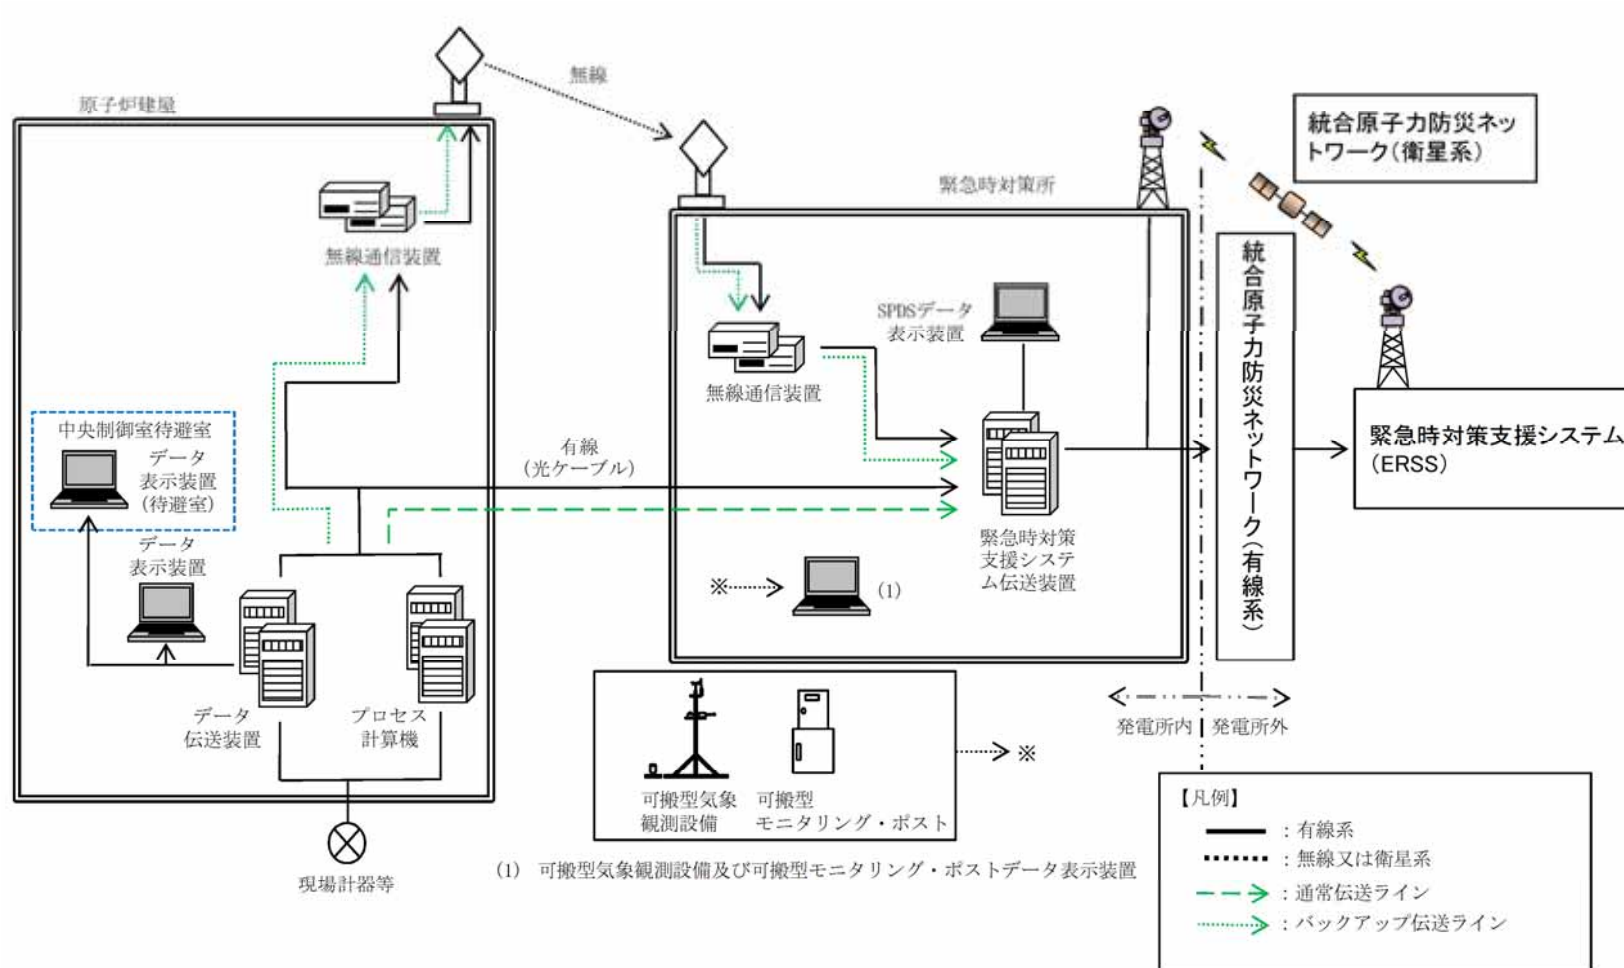 無線
原子炉建屋
統合原子力防災ネッ
トワーク(衛星系)
緊急時対策所
無線通信装置
統合原子力防災ネットワーク(有線系)
SPDSデータ
表示装置
無線通信装置
中央制御室待避室
データ
表示装置
(待避室)
有線
(光ケーブル)
緊急時対策支援システム
(ERSS)
データ
表示装置
緊急時対策
支援システ
ム伝送装置
※
(1)
データ
伝送装置
プロセス
計算機
発電所内
発電所外
※
可搬型気象
観測設備
可搬型
モニタリング・ポスト
現場計器等
(1) 可搬型気象観測設備及び可搬型モニタリング・ポストデータ表示装置
【凡例】
:有線系
:無線又は衛星系
:通常伝送ライン
:バックアップ伝送ライン